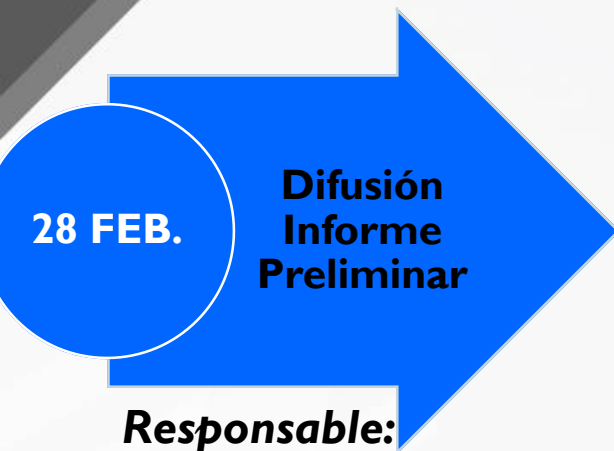 28 FEB.
Difusión
Informe
Preliminar
Responsable: